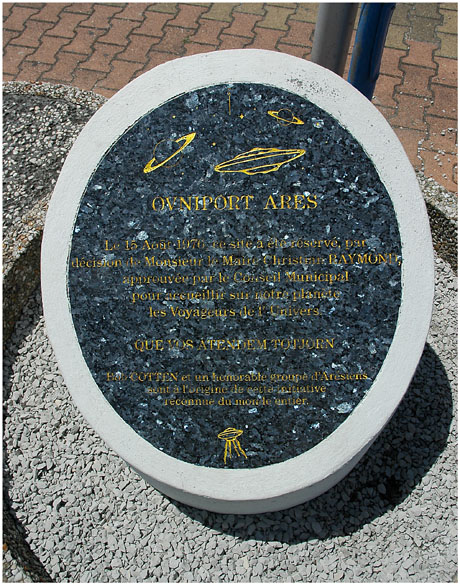 OVNIPORT ARES
Le 15 Août 1976, ce site a été réservé, par
décision de Monsieur le Maire Christian RAYMOND,
approuvée par le Conseil Municipal
pour accueillir sur notre planète
les Voyageurs de l'Univers.
QUE VOS ATENDEM TOTJORN
Bob COTTEN et un honorable groupe d'Arésiens
sont à l'origine de cette initiative
reconnue du monde entier.